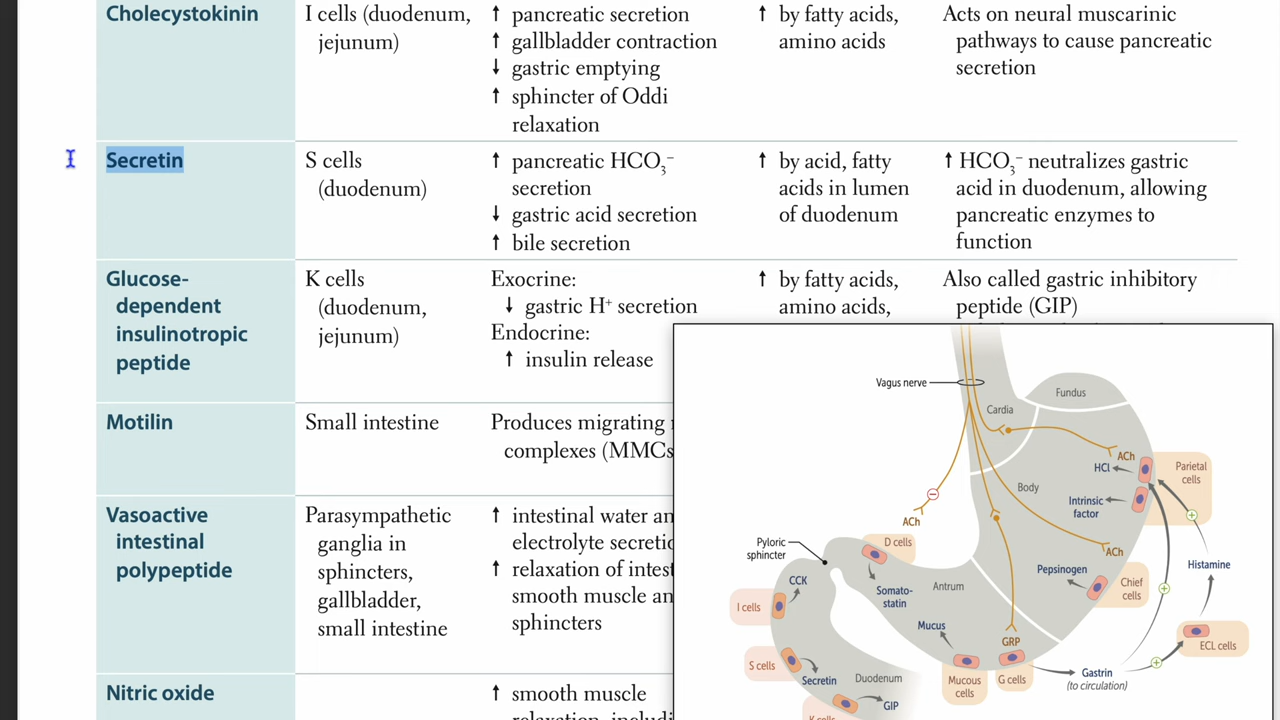 Cholecystokinin
I cells (duodenum,
jejunum)
↑ pancreatic secretion
↑ gallbladder contraction
↓ gastric emptying
↑ sphincter of Oddi
relaxation
↑ by fatty acids,
amino acids
Acts on neural muscarinic
pathways to cause pancreatic
secretion
Secretin
S cells
(duodenum)
↑ pancreatic HCO₃⁻
secretion
↓ gastric acid secretion
↑ bile secretion
↑ by acid, fatty
acids in lumen
of duodenum
↑ HCO₃⁻ neutralizes gastric
acid in duodenum, allowing
pancreatic enzymes to
function
Glucose-
dependent
insulinotropic
peptide
K cells
(duodenum,
jejunum)
Exocrine:
↓ gastric H⁺ secretion
Endocrine:
↑ insulin release
↑ by fatty acids,
amino acids,
Also called gastric inhibitory
peptide (GIP)
Motilin
Small intestine
Produces migrating
complexes (MMCs
Vasoactive
intestinal
polypeptide
Parasympathetic
ganglia in
sphincters,
gallbladder,
small intestine
↑ intestinal water an
electrolyte secretio
↑ relaxation of intest
smooth muscle an
sphincters
Nitric oxide
↑ smooth muscle
relaxation, includi
Vagus nerve
Fundus
Cardia
ACh
HCl
Parietal
cells
Body
Intrinsic
factor
ACh
Pyloric
sphincter
D cells
ACh
Histamine
CCK
Somato-
statin
Antrum
Pepsinogen
Chief
cells
I cells
Mucus
GRP
ECL cells
S cells
Secretin
Duodenum
Mucous
cells
G cells
Gastrin
(to circulation)
GIP
K cells